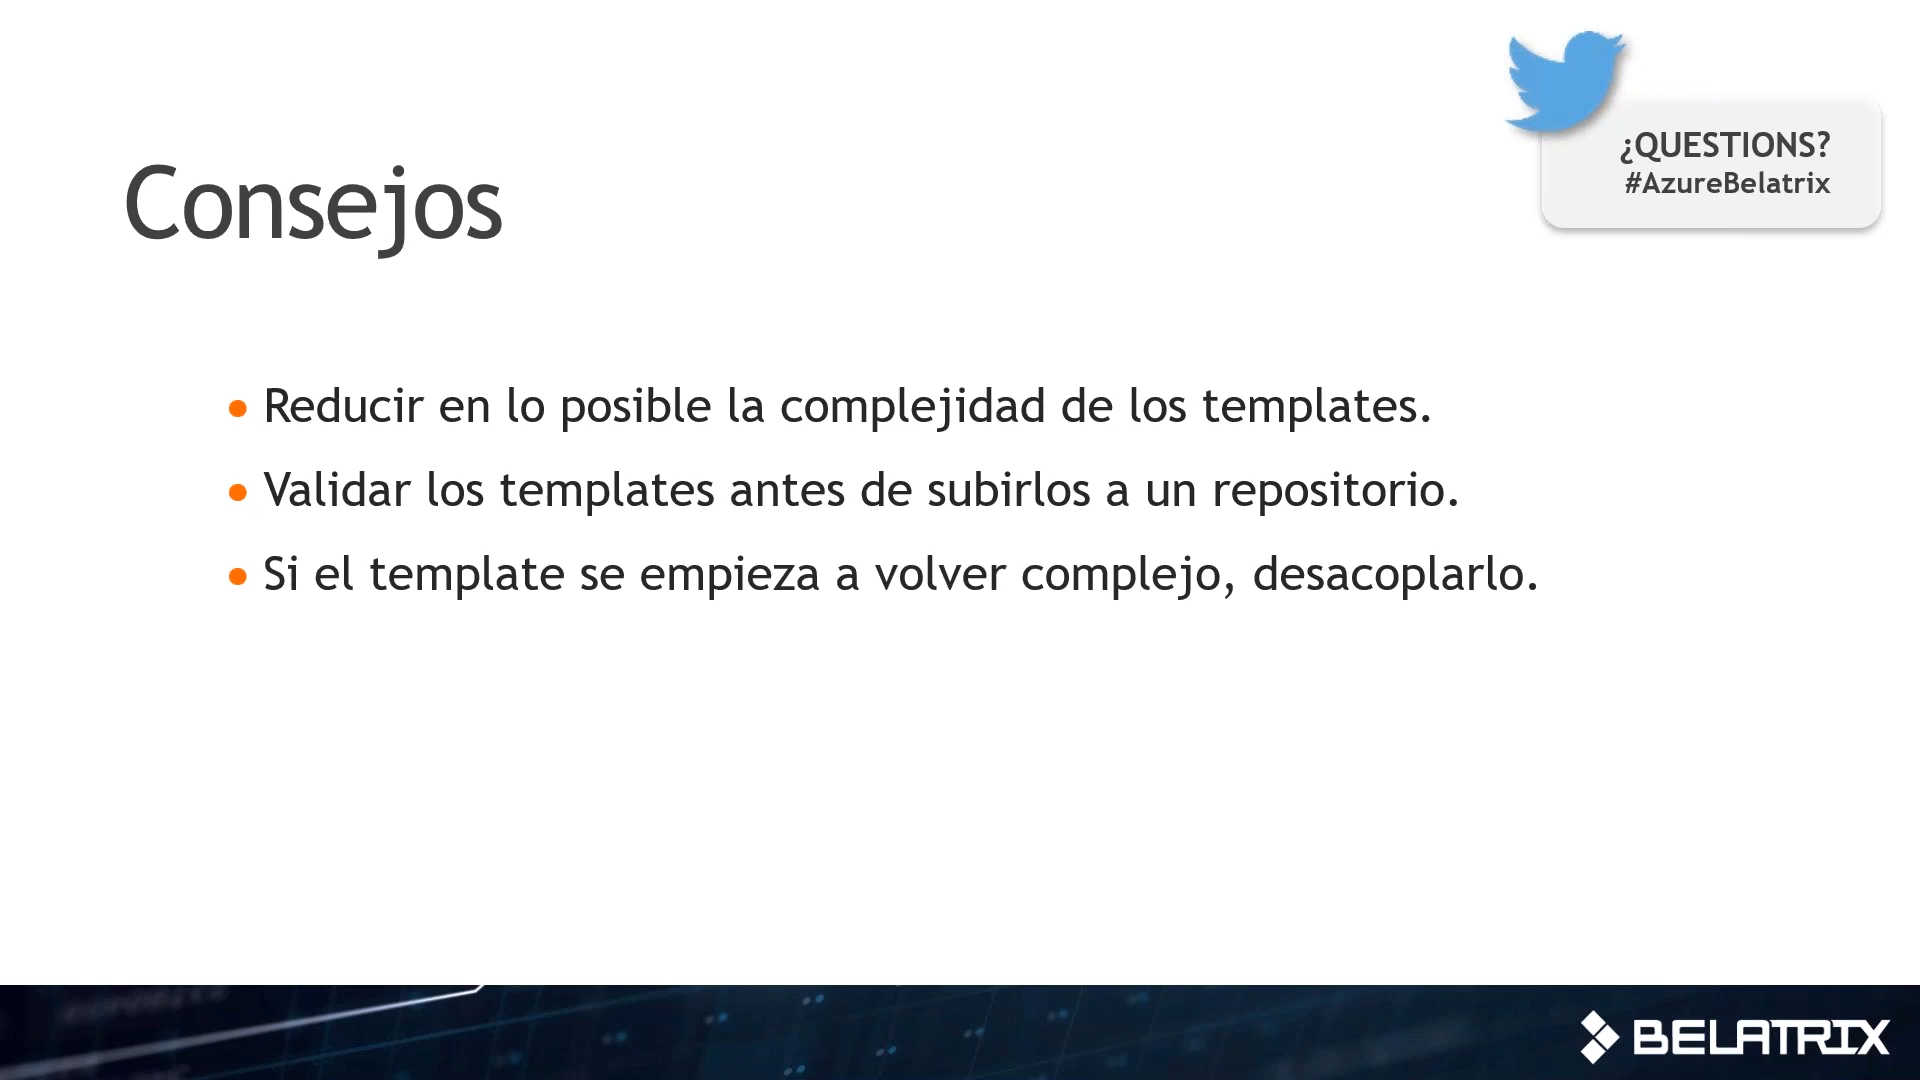 ¿QUESTIONS?
#AzureBelatrix
Consejos
• Reducir en lo posible la complejidad de los templates.
• Validar los templates antes de subirlos a un repositorio.
• Si el template se empieza a volver complejo, desacoplarlo.
BELATRIX